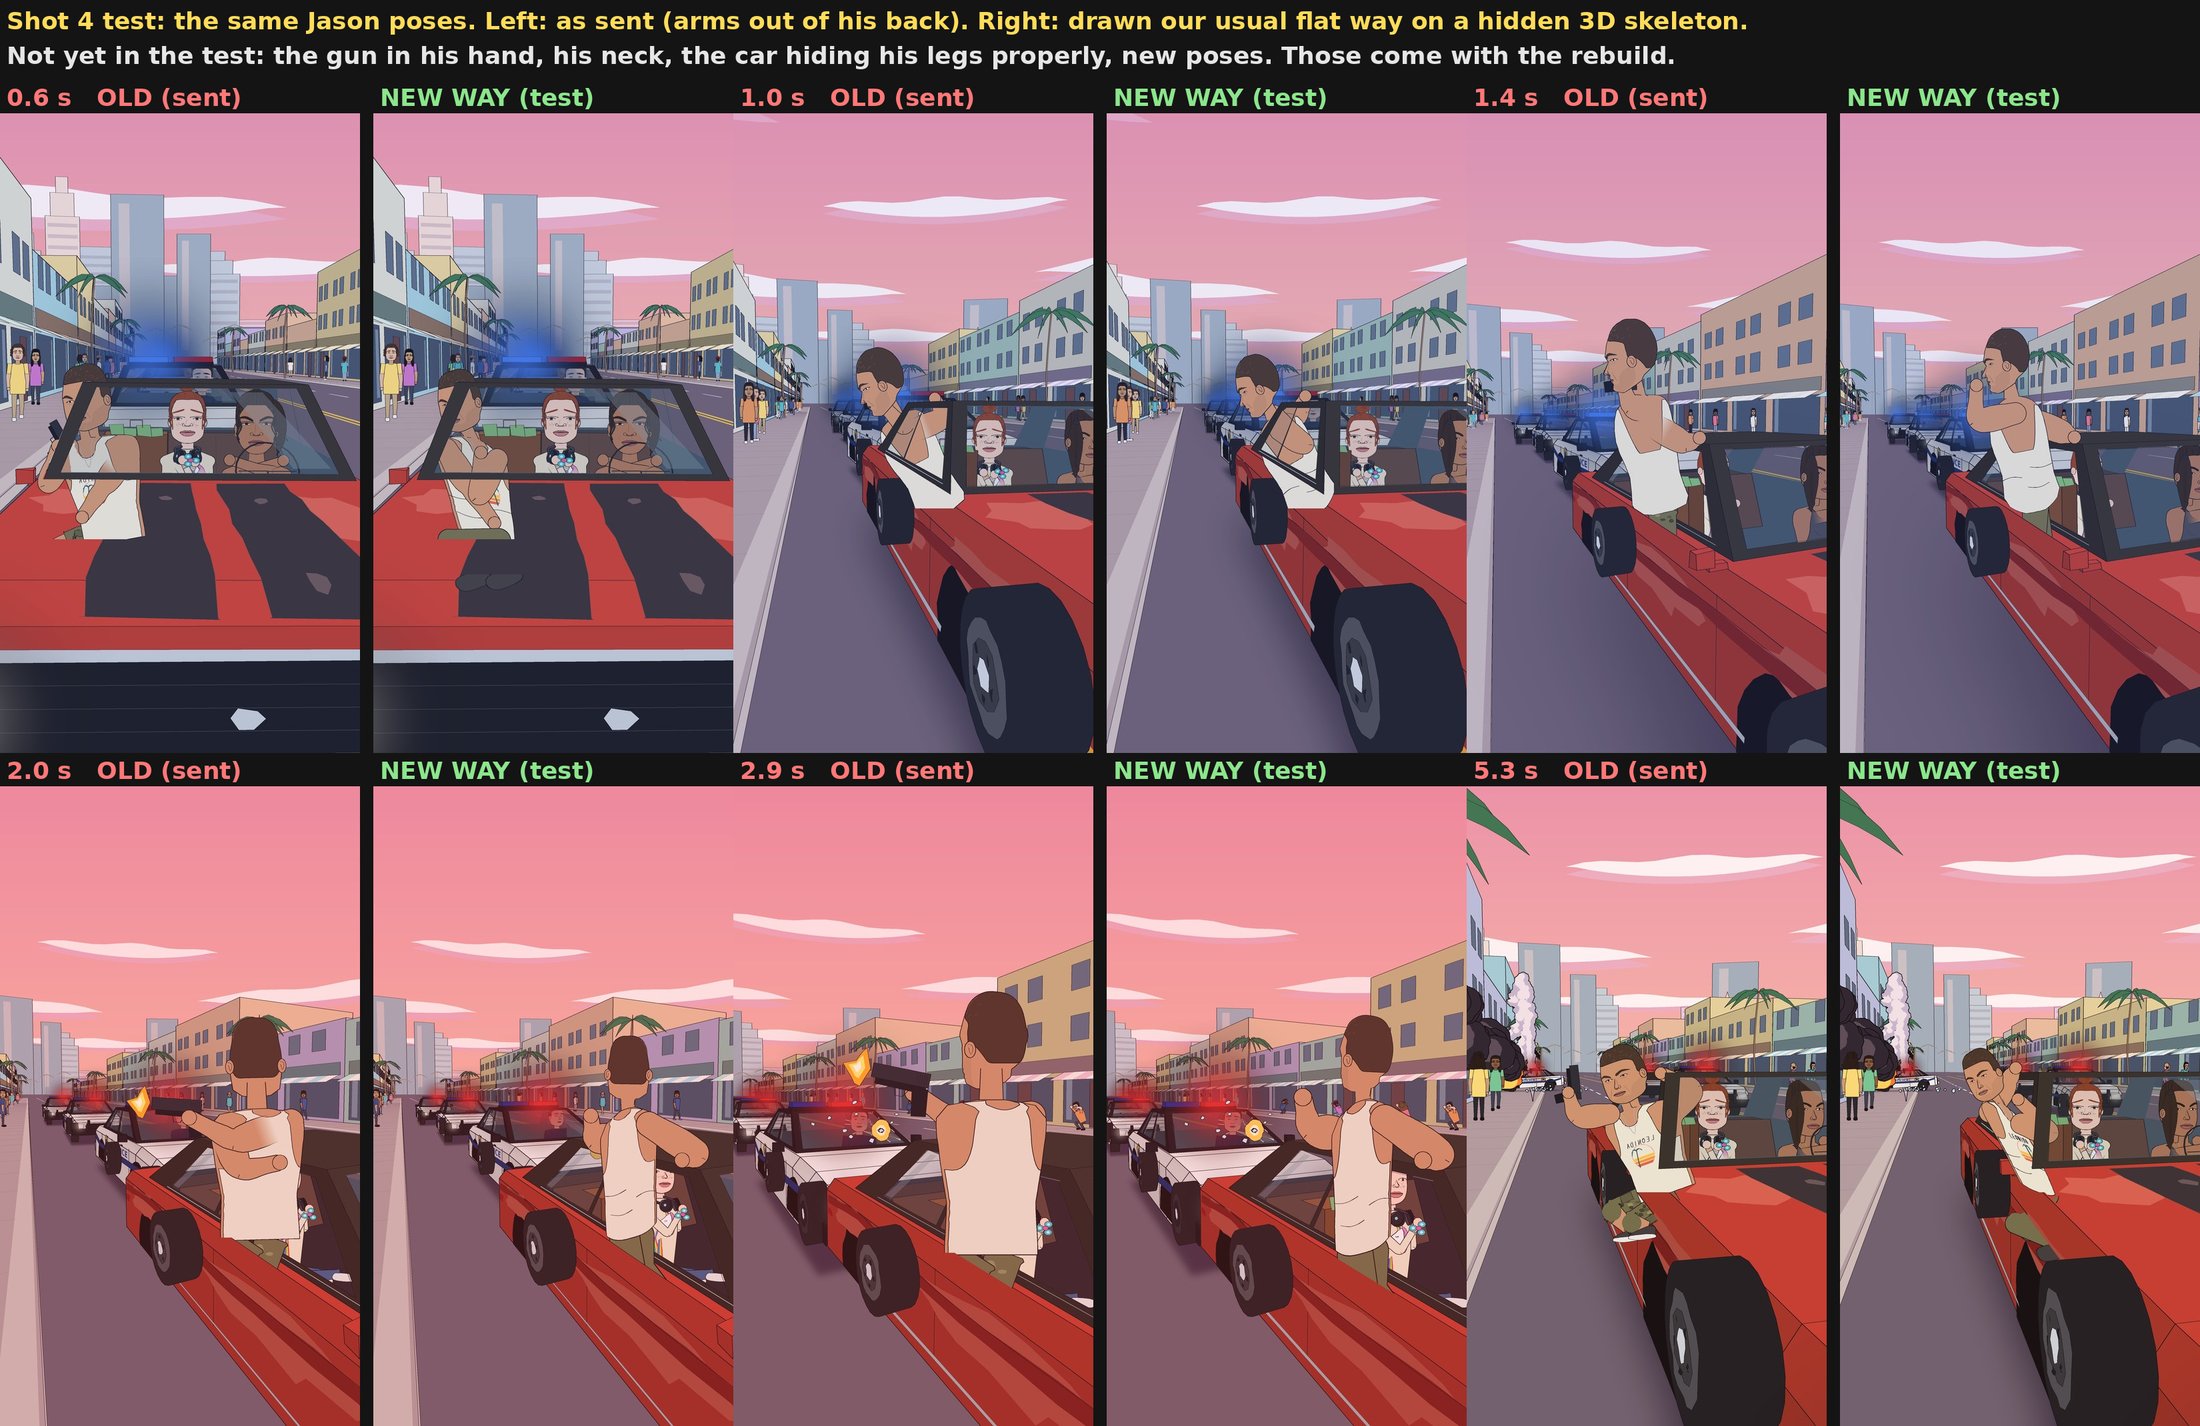 Shot 4 test: the same Jason poses. Left: as sent (arms out of his back). Right: drawn our usual flat way on a hidden 3D skeleton.
Not yet in the test: the gun in his hand, his neck, the car hiding his legs properly, new poses. Those come with the rebuild.
0.6 s OLD (sent) NEW WAY (test) 1.0 s OLD (sent) NEW WAY (test) 1.4 s OLD (sent) NEW WAY (test)
2.0 s OLD (sent) NEW WAY (test) 2.9 s OLD (sent) NEW WAY (test) 5.3 s OLD (sent) NEW WAY (test)